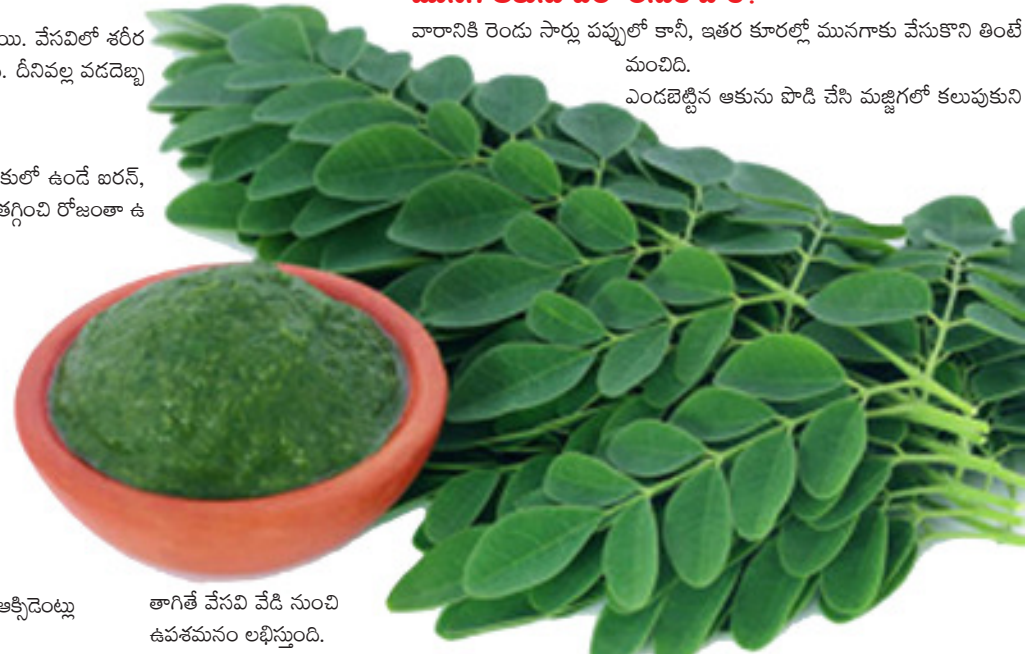 యి. వేసవిలో శరీర
. దీనివల్ల వడదెబ్బ
కులో ఉండే ఐరన్,
తగ్గించి రోజంతా ఉ
ఆక్సిడెంట్లు
తాగితే వేసవి వేడి నుంచి
ఉపశమనం లభిస్తుంది.
వారానికి రెండు సార్లు పప్పులో కానీ, ఇతర కూరల్లో మునగాకు వేసుకొని తింటే
మంచిది.
ఎండబెట్టిన ఆకును పొడి చేసి మజ్జిగలో కలుపుకుని